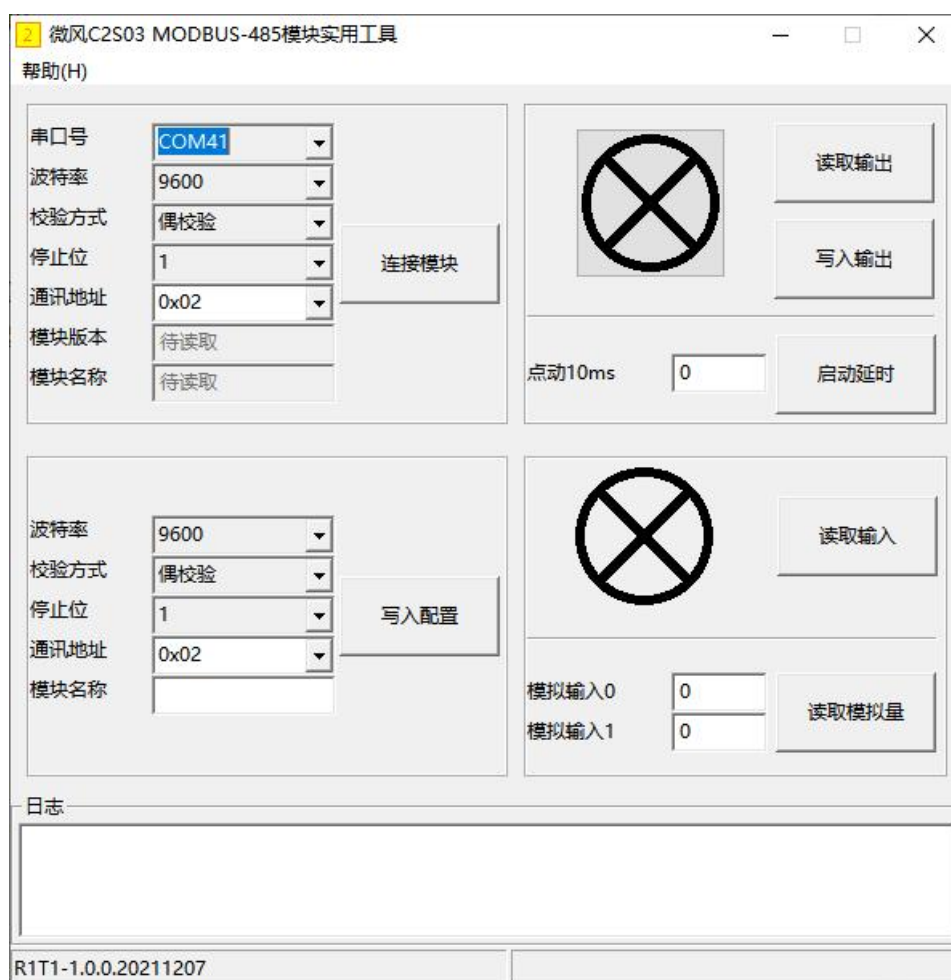 2 微风C2S03 MODBUS-485模块实用工具
帮助(H)
串口号 COM41
波特率 9600
校验方式 偶校验
停止位 1
通讯地址 0x02
模块版本 待读取
模块名称 待读取
连接模块
读取输出
写入输出
点动10ms 0 启动延时
波特率 9600
校验方式 偶校验
停止位 1
通讯地址 0x02
模块名称
写入配置
读取输入
模拟输入0 0
模拟输入1 0
读取模拟量
日志
R1T1-1.0.0.20211207